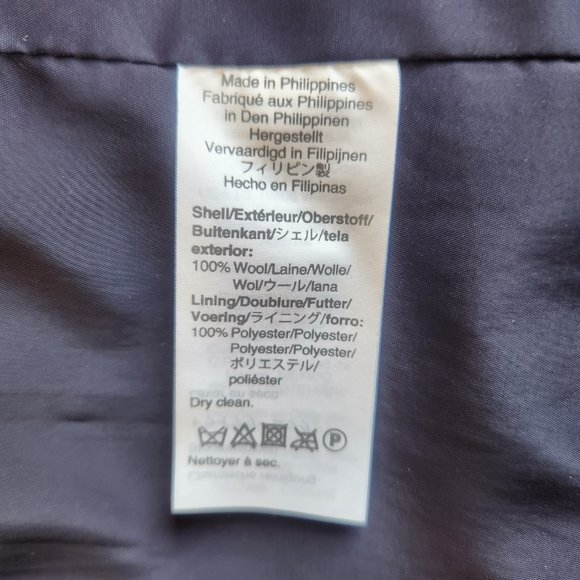 Made in Philippines
Fabriqué aux Philippines
in Den Philippinen
Hergestellt
Vervaardigd in Filipijnen
フィリピン製
Hecho en Filipinas
Shell/Extérieur/Oberstoff/
Buitenkant/シェル/tela
exterior:
100% Wool/Laine/Wolle/
Wol/ウール/lana
Lining/Doublure/Futter/
Voering/ライニング/forro:
100% Polyester/Polyester/
Polyester/Polyester/
ポリエステル/
poliéster
Dry clean.
P
Nettoyer à sec.